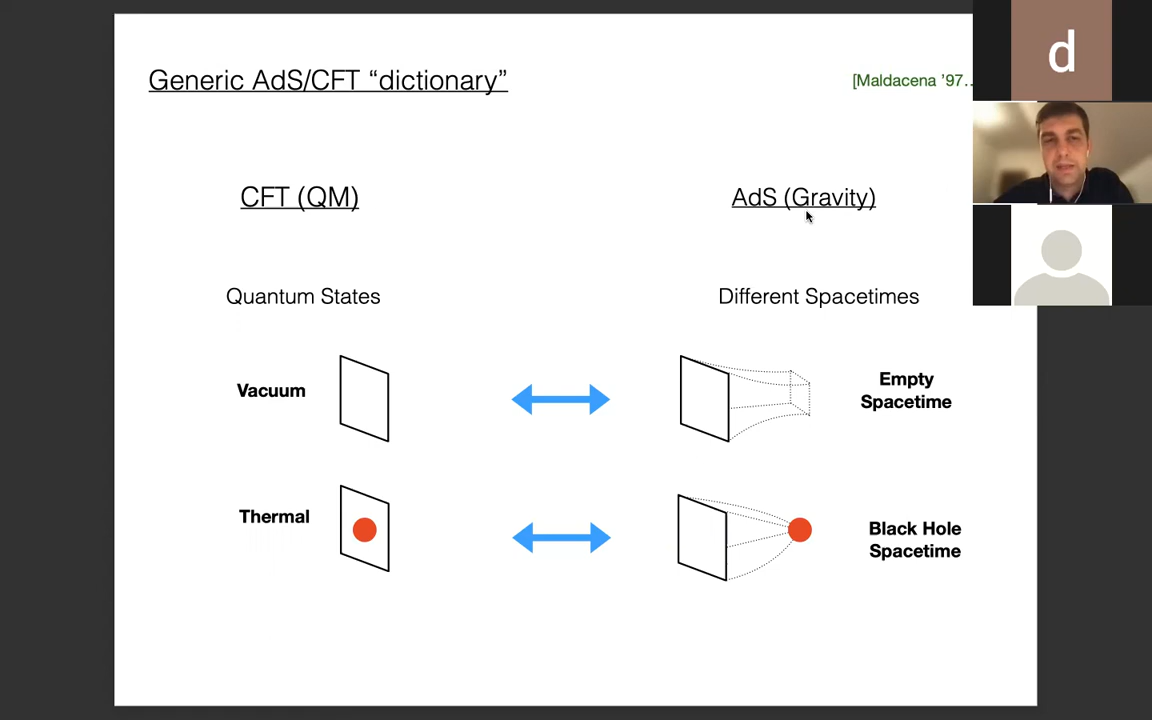 Generic AdS/CFT “dictionary”
[Maldacena ’97..
d
CFT (QM)
AdS (Gravity)
Quantum States
Different Spacetimes
Vacuum
Empty
Spacetime
Thermal
Black Hole
Spacetime